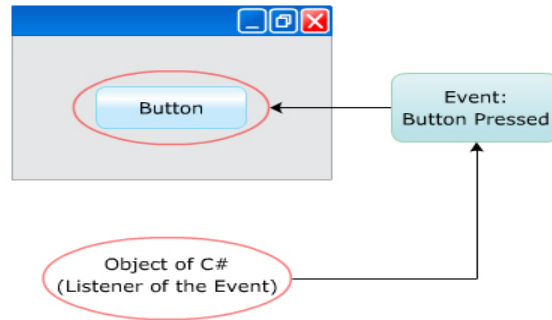 Button
Event:
Button Pressed
Object of C#
(Listener of the Event)